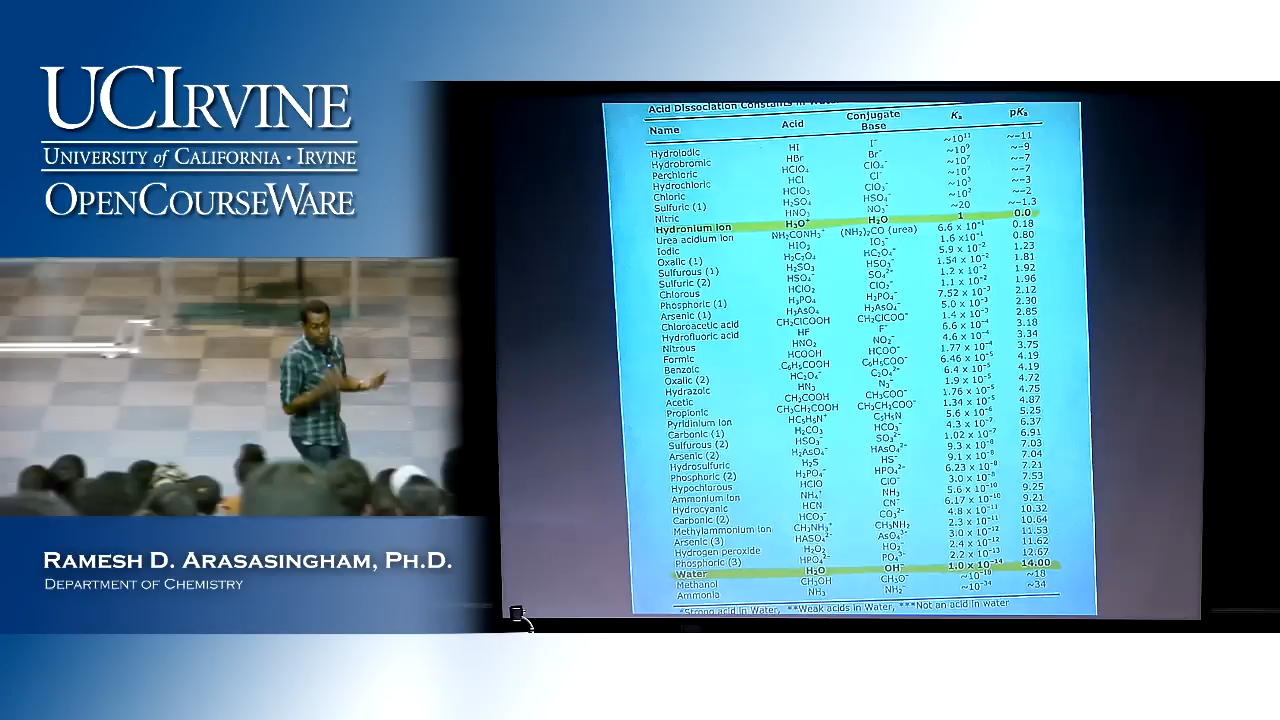 UCIRVINE
UNIVERSITY of CALIFORNIA · IRVINE
OPENCOURSEWARE
RAMESH D. ARASASINGHAM, PH.D.
DEPARTMENT OF CHEMISTRY
Acid Dissociation Constants in Water
Name Acid Conjugate Base Kₐ pKₐ
Hydroiodic HI I⁻ ~10¹¹ ~−11
Hydrobromic HBr Br⁻ ~10⁹ ~−9
Perchloric HClO₄ ClO₄⁻ ~10⁷ ~−7
Hydrochloric HCl Cl⁻ ~10⁷ ~−7
Chloric HClO₃ ClO₃⁻ ~10³ ~−3
Sulfuric (1) H₂SO₄ HSO₄⁻ ~10² ~−2
Nitric HNO₃ NO₃⁻ ~20 ~−1.3
Hydronium ion H₃O⁺ H₂O 1 0.0
Urea acidium ion NH₂CONH₃⁺ (NH₂)₂CO (urea) 6.6 x 10⁻¹ 0.18
Iodic HIO₃ IO₃⁻ 1.6 x10⁻¹ 0.80
Oxalic (1) H₂C₂O₄ HC₂O₄⁻ 5.9 x 10⁻² 1.23
Sulfurous (1) H₂SO₃ HSO₃⁻ 1.54 x 10⁻² 1.81
Sulfuric (2) HSO₄⁻ SO₄²⁻ 1.2 x 10⁻² 1.92
Chlorous HClO₂ ClO₂⁻ 1.1 x 10⁻² 1.96
Phosphoric (1) H₃PO₄ H₂PO₄⁻ 7.52 x 10⁻³ 2.12
Arsenic (1) H₃AsO₄ H₂AsO₄⁻ 5.0 x 10⁻³ 2.30
Chloroacetic acid CH₂ClCOOH CH₂ClCOO⁻ 1.4 x 10⁻³ 2.85
Hydrofluoric acid HF F⁻ 6.6 x 10⁻⁴ 3.18
Nitrous HNO₂ NO₂⁻ 4.6 x 10⁻⁴ 3.34
Formic HCOOH HCOO⁻ 1.77 x 10⁻⁴ 3.75
Benzoic C₆H₅COOH C₆H₅COO⁻ 6.46 x 10⁻⁵ 4.19
Oxalic (2) HC₂O₄⁻ C₂O₄²⁻ 6.4 x 10⁻⁵ 4.19
Hydrazoic HN₃ N₃⁻ 1.9 x 10⁻⁵ 4.72
Acetic CH₃COOH CH₃COO⁻ 1.76 x 10⁻⁵ 4.75
Propionic CH₃CH₂COOH CH₃CH₂COO⁻ 1.34 x 10⁻⁵ 4.87
Pyridinium ion HC₅H₅N⁺ C₅H₅N 5.6 x 10⁻⁶ 5.25
Carbonic (1) H₂CO₃ HCO₃⁻ 4.3 x 10⁻⁷ 6.37
Sulfurous (2) HSO₃⁻ SO₃²⁻ 1.02 x 10⁻⁷ 6.91
Arsenic (2) H₂AsO₄⁻ HAsO₄²⁻ 9.3 x 10⁻⁸ 7.03
Hydrosulfuric H₂S HS⁻ 9.1 x 10⁻⁸ 7.04
Phosphoric (2) H₂PO₄⁻ HPO₄²⁻ 6.23 x 10⁻⁸ 7.21
Hypochlorous HClO ClO⁻ 3.0 x 10⁻⁸ 7.53
Ammonium ion NH₄⁺ NH₃ 5.6 x 10⁻¹⁰ 9.25
Hydrocyanic HCN CN⁻ 6.17 x 10⁻¹⁰ 9.21
Carbonic (2) HCO₃⁻ CO₃²⁻ 4.8 x 10⁻¹¹ 10.32
Methylammonium ion CH₃NH₃⁺ CH₃NH₂ 2.3 x 10⁻¹¹ 10.64
Arsenic (3) HASO₄²⁻ AsO₄³⁻ 3.0 x 10⁻¹² 11.53
Hydrogen peroxide H₂O₂ HO₂⁻ 2.4 x 10⁻¹² 11.62
Phosphoric (3) HPO₄²⁻ PO₄³⁻ 2.2 x 10⁻¹³ 12.67
Water H₂O OH⁻ 1.0 x 10⁻¹⁴ 14.00
Methanol CH₃OH CH₃O⁻ ~10⁻¹⁸ ~18
Ammonia NH₃ NH₂⁻ ~10⁻³⁴ ~34
*Strong acid in Water, **Weak acids in Water, ***Not an acid in water